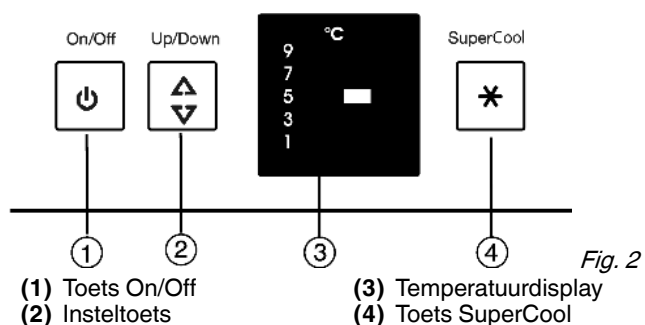 On/Off Up/Down °C SuperCool
9
7
5
3
1
1 2 3 4 Fig. 2
(1) Toets On/Off (3) Temperatuurdisplay
(2) Insteltoets (4) Toets SuperCool